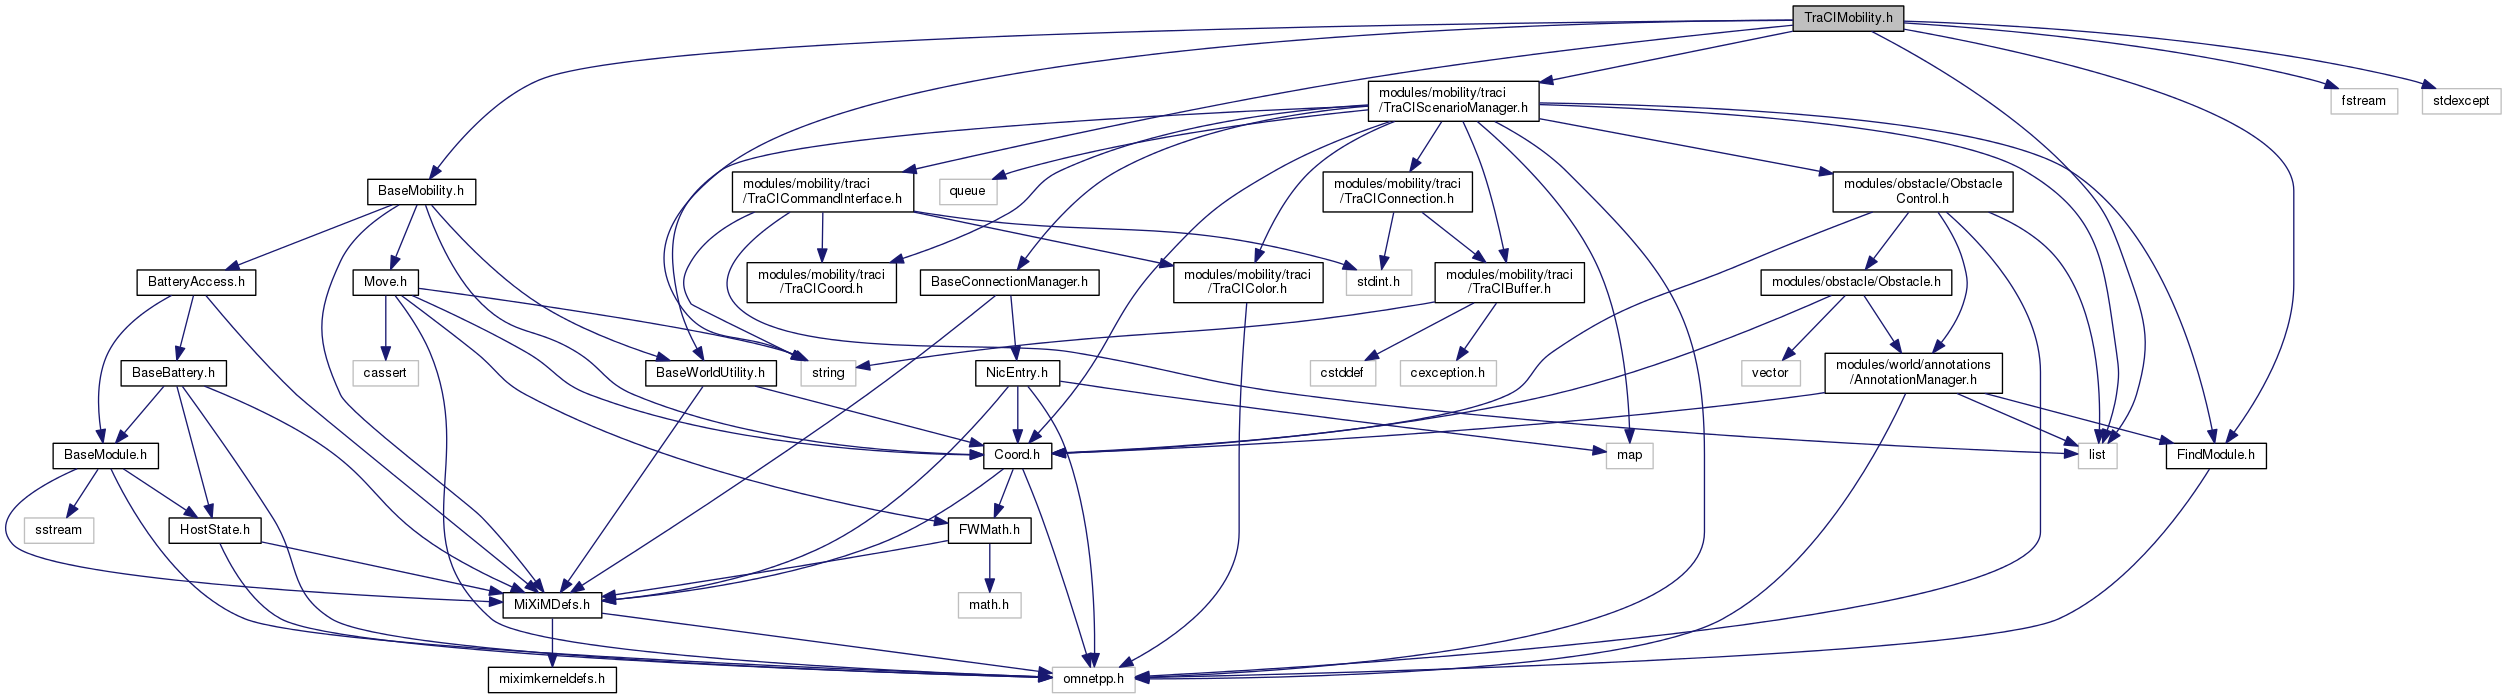 TraCIMobility.h
modules/mobility/traci
/TraCIScenarioManager.h
fstream
stdexcept
BaseMobility.h
modules/mobility/traci
/TraCICommandInterface.h
queue
modules/mobility/traci
/TraCIConnection.h
modules/obstacle/Obstacle
Control.h
BatteryAccess.h
Move.h
modules/mobility/traci
/TraCICoord.h
BaseConnectionManager.h
modules/mobility/traci
/TraCIColor.h
stdint.h
modules/mobility/traci
/TraCIBuffer.h
modules/obstacle/Obstacle.h
BaseBattery.h
cassert
BaseWorldUtility.h
string
NicEntry.h
cstddef
cexception.h
vector
modules/world/annotations
/AnnotationManager.h
BaseModule.h
Coord.h
map
list
FindModule.h
sstream
HostState.h
FWMath.h
MiXiMDefs.h
math.h
miximkerneldefs.h
omnetpp.h